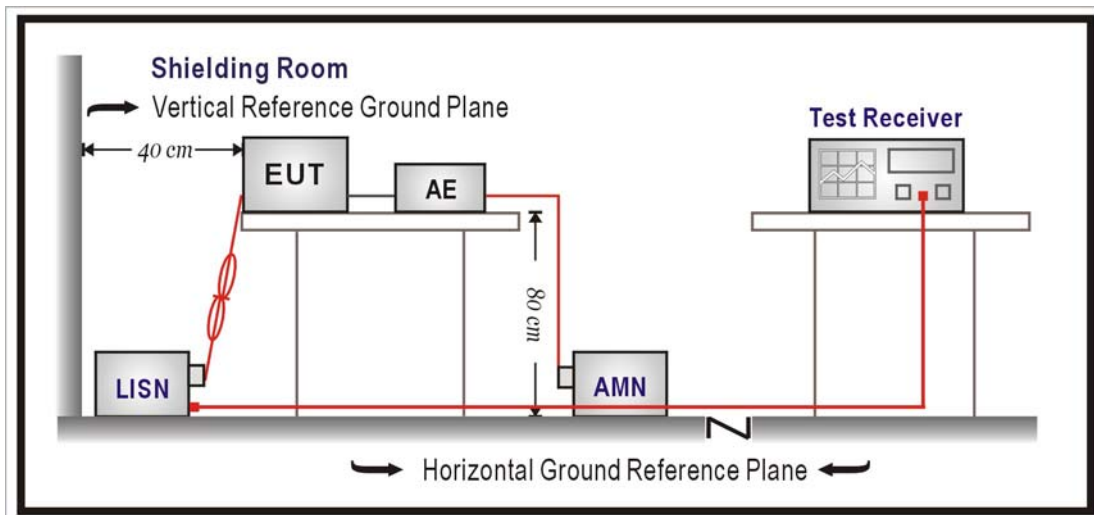 Shielding Room
Vertical Reference Ground Plane
40 cm
EUT
AE
Test Receiver
80 cm
LISN
AMN
Horizontal Ground Reference Plane